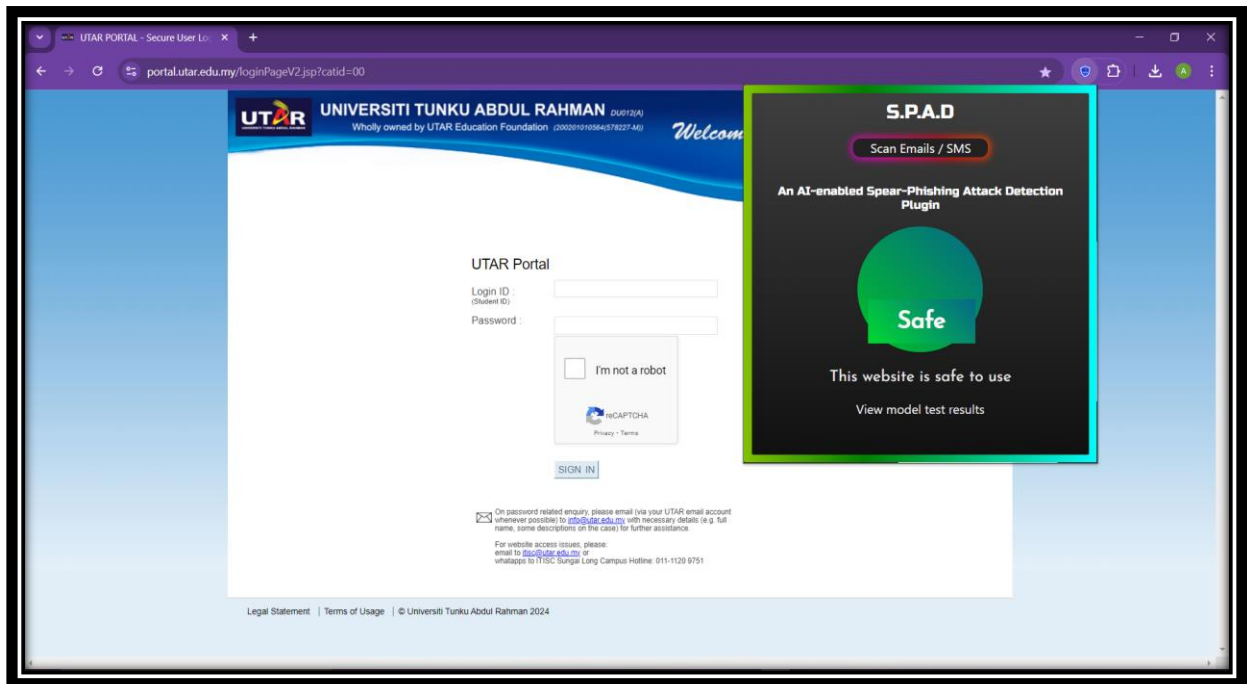 UTAR PORTAL - Secure User Lo
portal.utar.edu.my/loginPageV2.jsp?catid=00
A
UTAR
UNIVERSITI TUNKU ABDUL RAHMAN DU012(A)
Wholly owned by UTAR Education Foundation (200201010564(578227-M))
Welcom
S.P.A.D
Scan Emails / SMS
An AI-enabled Spear-Phishing Attack Detection
Plugin
Safe
This website is safe to use
View model test results
UTAR Portal
Login ID :
(Student ID)
Password :
I'm not a robot
reCAPTCHA
Privacy - Terms
SIGN IN
On password related enquiry, please email (via your UTAR email account
whenever possible) to info@utar.edu.my with necessary details (e.g. full
name, some descriptions on the case) for further assistance.
For website access issues, please:
email to itisc@utar.edu.my or
whatapps to ITISC Sungai Long Campus Hotline: 011-1120 9751
Legal Statement | Terms of Usage | © Universiti Tunku Abdul Rahman 2024